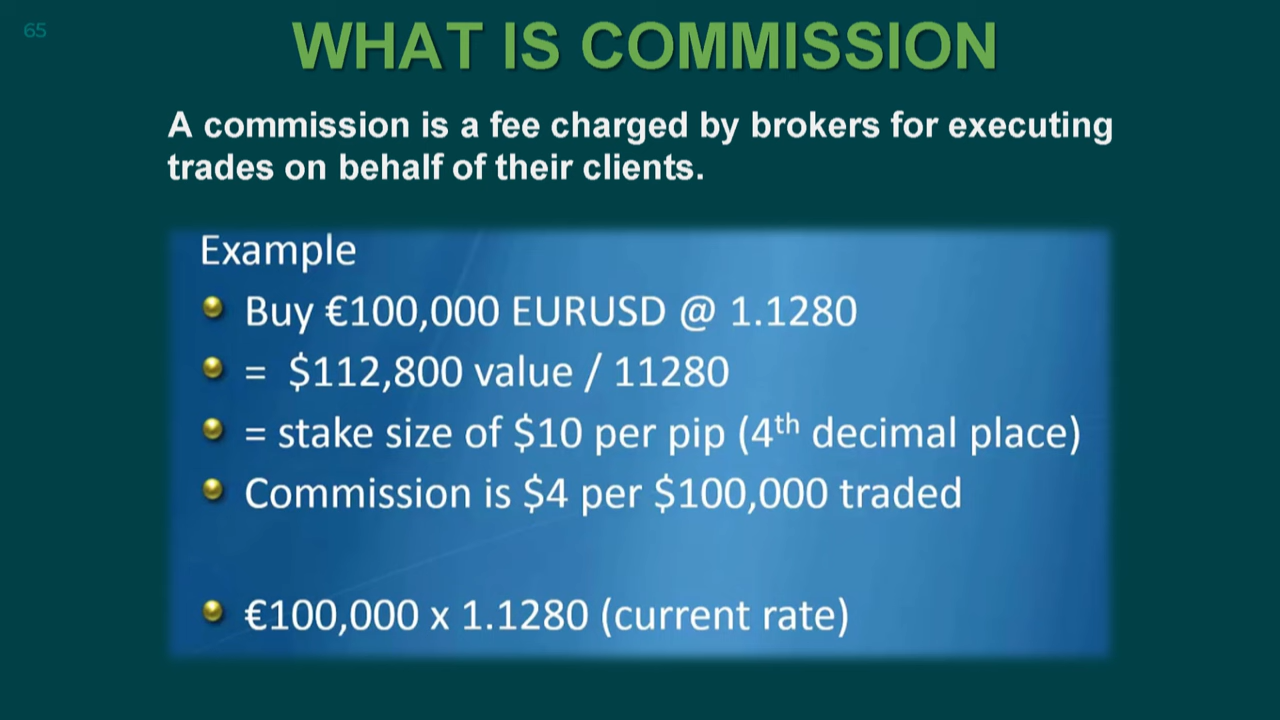 65
WHAT IS COMMISSION
A commission is a fee charged by brokers for executing
trades on behalf of their clients.
Example
Buy €100,000 EURUSD @ 1.1280
= $112,800 value / 11280
= stake size of $10 per pip (4th decimal place)
Commission is $4 per $100,000 traded
€100,000 x 1.1280 (current rate)